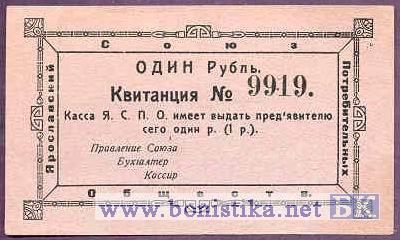 Союз
Ярославский
Потребительных
ОДИН Рубль.
Квитанция № 9919.
Касса Я. С. П. О. имеет выдать пред'явителю
сего один р. (1 р.).
Правление Союза
Бухгалтер
Кассир
Обществ.
www.bonistika.net БК